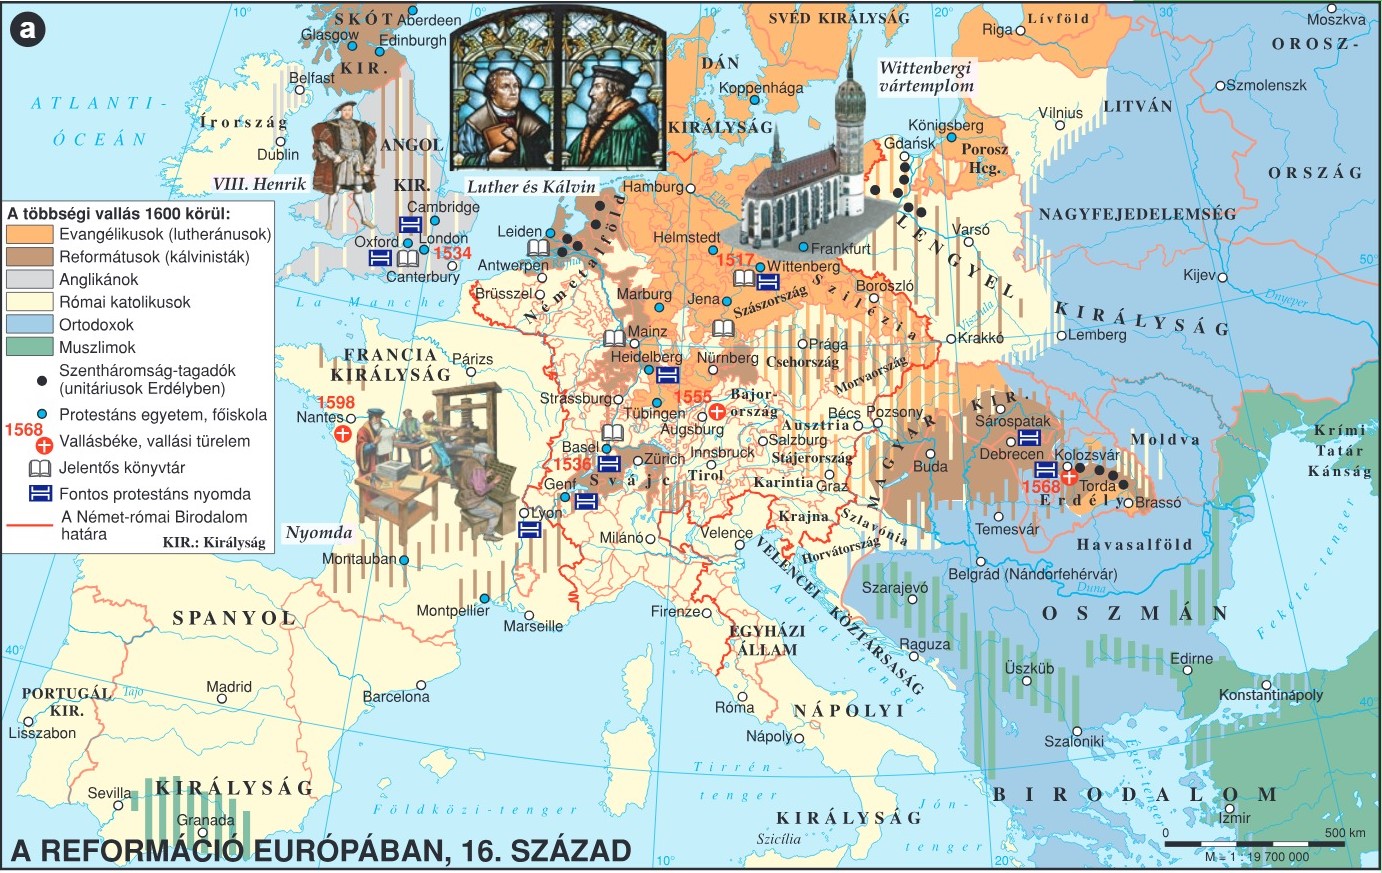 a
10°
0°
10°
20°
30°
SKÓT
Aberdeen
Glasgow
Edinburgh
KIR.
Belfast
ATLANTI-
ÓCEÁN
Írország
Dublin
ANGOL
KIR.
VIII. Henrik
Luther és Kálvin
SVÉD KIRÁLYSÁG
Lívföld
Riga
Moszkva
OROSZ-
DÁN
Koppenhága
KIRÁLYSÁG
Wittenbergi
vártemplom
Szmolenszk
Vilnius
LITVÁN
Königsberg
Gdańsk
Porosz
Hcg.
ORSZÁG
NAGYFEJEDELEMSÉG
Hamburg
Elba
Cambridge
Oxford
London
1534
Canterbury
La Manche
Leiden
Antwerpen
Brüsszel
Németalföld
Helmstedt
1517
Wittenberg
Frankfurt
LENGYEL
Varsó
Kijev
50°
Dnyeper
KIRÁLYSÁG
Marburg
Jena
Szászország
Szilézia
Boroszló
Visztula
Krakkó
Lemberg
Mainz
Heidelberg
Nürnberg
Prága
Csehország
Morvaország
FRANCIA
KIRÁLYSÁG
Párizs
1598
Nantes
Strassburg
Tübingen
1555
Augsburg
Bajor-
ország
Bécs
Pozsony
Ausztria
Salzburg
Basel
1536
Zürich
Innsbruck
Stájerország
Svájc
Tirol
Karintia
Graz
Genf
Lyon
Krajna
Milánó
Velence
Szlavónia
Horvátország
MAGYAR
KIR.
Buda
Sárospatak
Debrecen
Kolozsvár
1568
Torda
Erdély
Brassó
Moldva
Temesvár
Havasalföld
Krími
Tatár
Kánság
Belgrád (Nándorfehérvár)
Duna
Fekete-tenger
A többségi vallás 1600 körül:
Evangélikusok (lutheránusok)
Reformátusok (kálvinisták)
Anglikánok
Római katolikusok
Ortodoxok
Muszlimok
Szentháromság-tagadók
(unitáriusok Erdélyben)
Protestáns egyetem, főiskola
1568
Vallásbéke, vallási türelem
Jelentős könyvtár
Fontos protestáns nyomda
A Német-római Birodalom
határa
KIR.: Királyság
Nyomda
Montauban
Montpellier
Marseille
SPANYOL
Firenze
VELENCEI KÖZTÁRSASÁG
Adriai-tenger
Szarajevó
Raguza
OSZMÁN
Üszküb
Edirne
Konstantinápoly
EGYHÁZI
ÁLLAM
Róma
NÁPOLYI
Nápoly
Szaloniki
40°
40°
PORTUGÁL
KIR.
Tajo
Lisszabon
Madrid
Barcelona
KIRÁLYSÁG
Sevilla
Granada
Földközi-tenger
Tirrén-
tenger
KIRÁLYSÁG
Szicília
Jón-
tenger
BIRODALOM
Izmir
0
500 km
M = 1 : 19 700 000
10°
20°
A REFORMÁCIÓ EURÓPÁBAN, 16. SZÁZAD